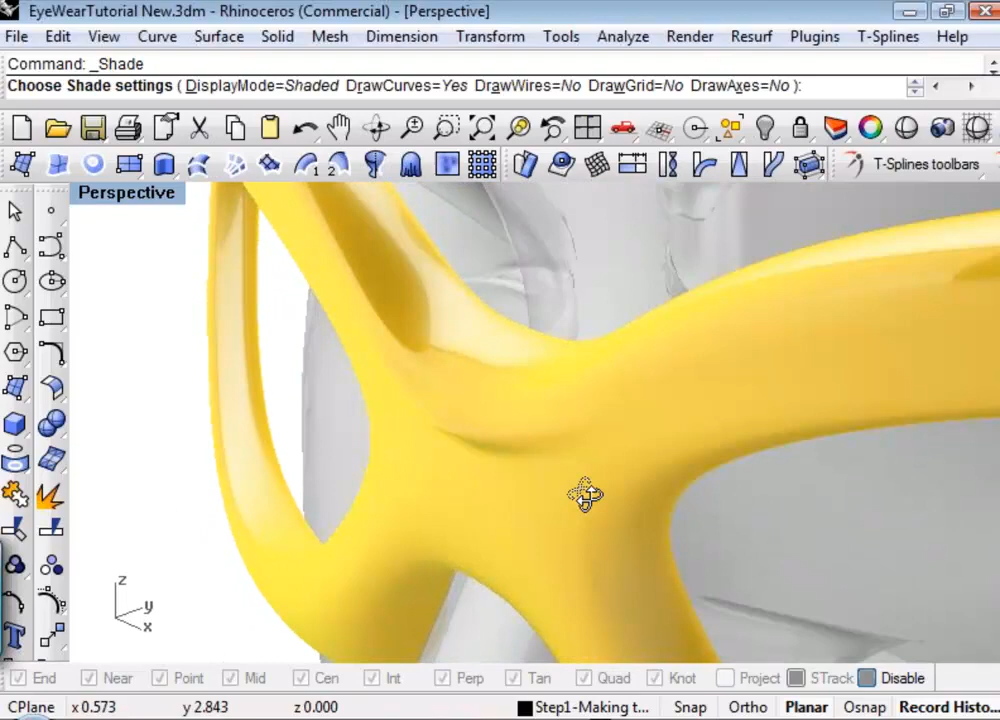 EyeWearTutorial New.3dm - Rhinoceros (Commercial) - [Perspective]
File Edit View Curve Surface Solid Mesh Dimension Transform Tools Analyze Render Resurf Plugins T-Splines Help
Command: _Shade
Choose Shade settings ( DisplayMode=Shaded DrawCurves=Yes DrawWires=No DrawGrid=No DrawAxes=No ):
1 2 T-Splines toolbars
Perspective
z
y
x
T
End Near Point Mid Cen Int Perp Tan Quad Knot Project STrack Disable
CPlane x 0.573 y 2.843 z 0.000 Step1-Making t... Snap Ortho Planar Osnap Record Histo...